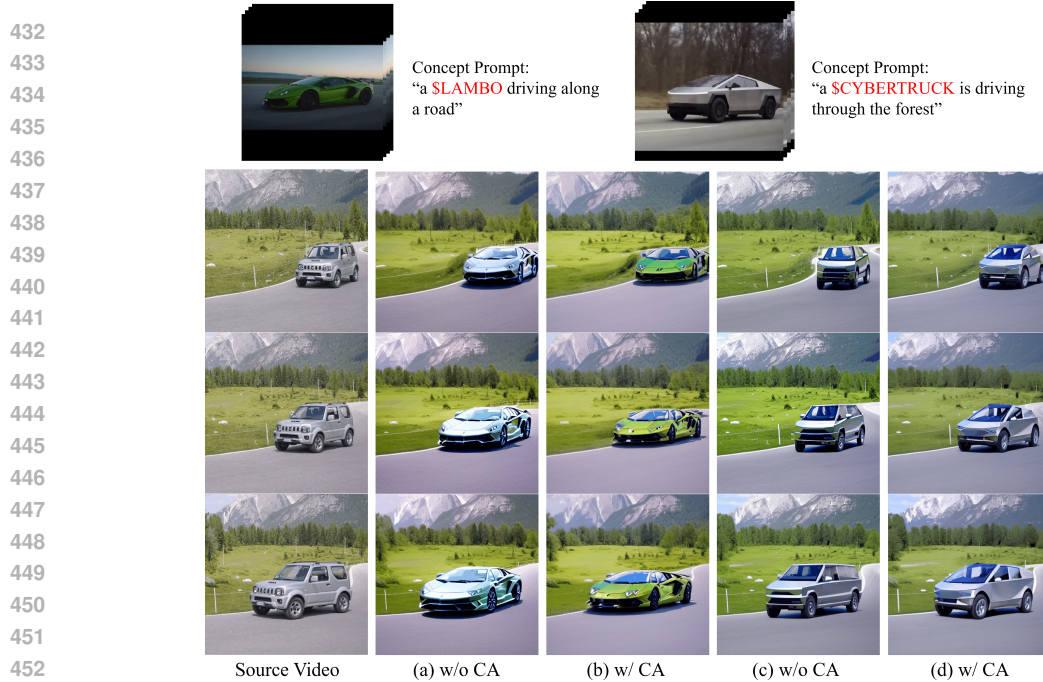 432
433
434
435
436
437
438
439
440
441
442
443
444
445
446
447
448
449
450
451
452
Concept Prompt:
“a $LAMBO driving along
a road”
Concept Prompt:
“a $CYBERTRUCK is driving
through the forest”
Source Video
(a) w/o CA
(b) w/ CA
(c) w/o CA
(d) w/ CA